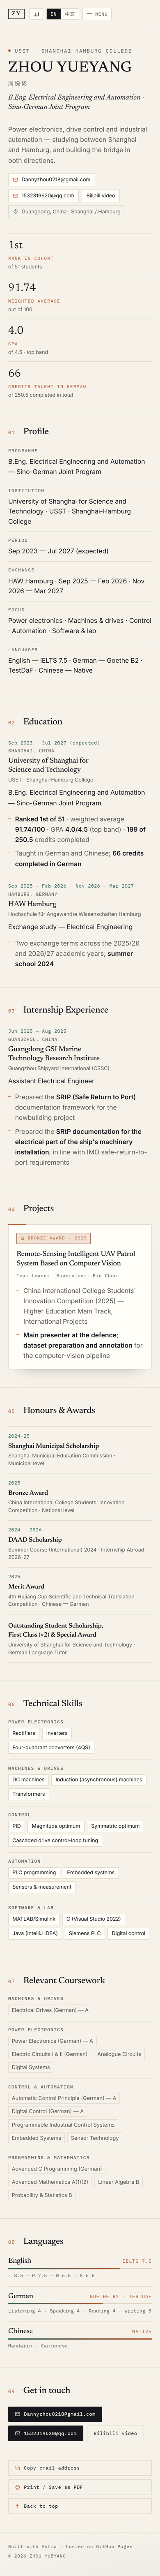 ZY
EN
中文
MENU
USST · SHANGHAI-HAMBURG COLLEGE
ZHOU YUEYANG
周悦杨
B.Eng. Electrical Engineering and Automation -
Sino-German Joint Program
Power electronics, drive control and industrial
automation — studying between Shanghai
and Hamburg, and building the bridge in
both directions.
Dannyzhou0218@gmail.com
1532319620@qq.com
Bilibili video
Guangdong, China · Shanghai / Hamburg
1st
RANK IN COHORT
of 51 students
91.74
WEIGHTED AVERAGE
out of 100
4.0
GPA
of 4.5 · top band
66
CREDITS TAUGHT IN GERMAN
of 250.5 completed in total
01 Profile
PROGRAMME
B.Eng. Electrical Engineering and Automation
— Sino-German Joint Program
INSTITUTION
University of Shanghai for Science and
Technology · USST · Shanghai-Hamburg
College
PERIOD
Sep 2023 — Jul 2027 (expected)
EXCHANGE
HAW Hamburg · Sep 2025 — Feb 2026 · Nov
2026 — Mar 2027
FOCUS
Power electronics · Machines & drives · Control
· Automation · Software & lab
LANGUAGES
English — IELTS 7.5 · German — Goethe B2 ·
TestDaF · Chinese — Native
02 Education
Sep 2023 — Jul 2027 (expected)
SHANGHAI, CHINA
University of Shanghai for
Science and Technology
USST · Shanghai-Hamburg College
B.Eng. Electrical Engineering and Automation
— Sino-German Joint Program
– Ranked 1st of 51 · weighted average
91.74/100 · GPA 4.0/4.5 (top band) · 199 of
250.5 credits completed
– Taught in German and Chinese; 66 credits
completed in German
Sep 2025 — Feb 2026 · Nov 2026 — Mar 2027
HAMBURG, GERMANY
HAW Hamburg
Hochschule für Angewandte Wissenschaften Hamburg
Exchange study — Electrical Engineering
– Two exchange terms across the 2025/26
and 2026/27 academic years; summer
school 2024
03 Internship Experience
Jun 2025 — Aug 2025
GUANGZHOU, CHINA
Guangdong GSI Marine
Technology Research Institute
Guangzhou Shipyard International (CSSC)
Assistant Electrical Engineer
– Prepared the SRtP (Safe Return to Port)
documentation framework for the
newbuilding project
– Prepared the SRtP documentation for the
electrical part of the ship's machinery
installation, in line with IMO safe-return-to-
port requirements
04 Projects
BRONZE AWARD · 2025
Remote-Sensing Intelligent UAV Patrol
System Based on Computer Vision
Team Leader Supervisor: Bin Chen
– China International College Students'
Innovation Competition (2025) —
Higher Education Main Track,
International Projects
– Main presenter at the defence;
dataset preparation and annotation for
the computer-vision pipeline
05 Honours & Awards
2024–25
Shanghai Municipal Scholarship
Shanghai Municipal Education Commission ·
Municipal level
2025
Bronze Award
China International College Students' Innovation
Competition · National level
2024 · 2026
DAAD Scholarship
Summer Course (International) 2024 · Internship Abroad
2026–27
2025
Merit Award
4th Hujiang Cup Scientific and Technical Translation
Competition · Chinese → German
Outstanding Student Scholarship,
First Class (×2) & Special Award
University of Shanghai for Science and Technology ·
German Language Tutor
06 Technical Skills
POWER ELECTRONICS
Rectifiers
Inverters
Four-quadrant converters (4QS)
MACHINES & DRIVES
DC machines
Induction (asynchronous) machines
Transformers
CONTROL
PID
Magnitude optimum
Symmetric optimum
Cascaded drive control-loop tuning
AUTOMATION
PLC programming
Embedded systems
Sensors & measurement
SOFTWARE & LAB
MATLAB/Simulink
C (Visual Studio 2022)
Java (IntelliJ IDEA)
Siemens PLC
Digital control
07 Relevant Coursework
MACHINES & DRIVES
Electrical Drives (German) — A
POWER ELECTRONICS
Power Electronics (German) — A
Electric Circuits I & II (German)
Analogue Circuits
Digital Systems
CONTROL & AUTOMATION
Automatic Control Principle (German) — A
Digital Control (German) — A
Programmable Industrial Control Systems
Embedded Systems
Sensor Technology
PROGRAMMING & MATHEMATICS
Advanced C Programming (German)
Advanced Mathematics A(1)(2)
Linear Algebra B
Probability & Statistics B
08 Languages
English IELTS 7.5
L 8.5 · R 7.5 · W 6.5 · S 6.5
German GOETHE B2 · TESTDAF
Listening 4 · Speaking 4 · Reading 4 · Writing 3
Chinese NATIVE
Mandarin · Cantonese
09 Get in touch
Dannyzhou0218@gmail.com
1532319620@qq.com
Bilibili video
Copy email address
Print / Save as PDF
↑ Back to top
Built with Astro · hosted on GitHub Pages
© 2026 ZHOU YUEYANG